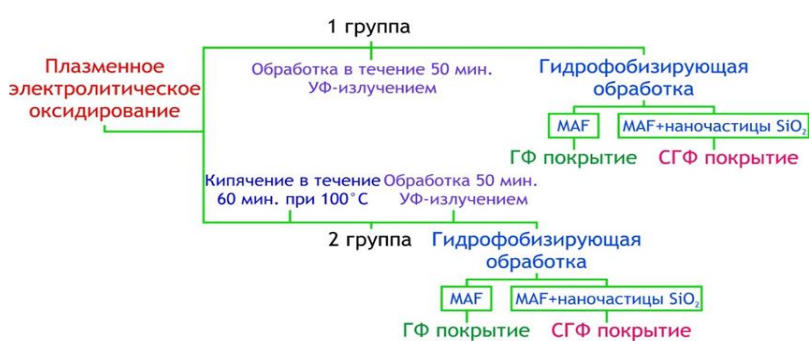 1 группа
Плазменное
электролитическое
оксидирование
Обработка в течение 50 мин.
УФ-излучением
Гидрофобизирующая
обработка
MAF
MAF+наночастицы SiO₂
ГФ покрытие
СГФ покрытие
Кипячение в течение
60 мин. при 100°С
Обработка 50 мин.
УФ-излучением
2 группа
Гидрофобизирующая
обработка
MAF
MAF+наночастицы SiO₂
ГФ покрытие
СГФ покрытие